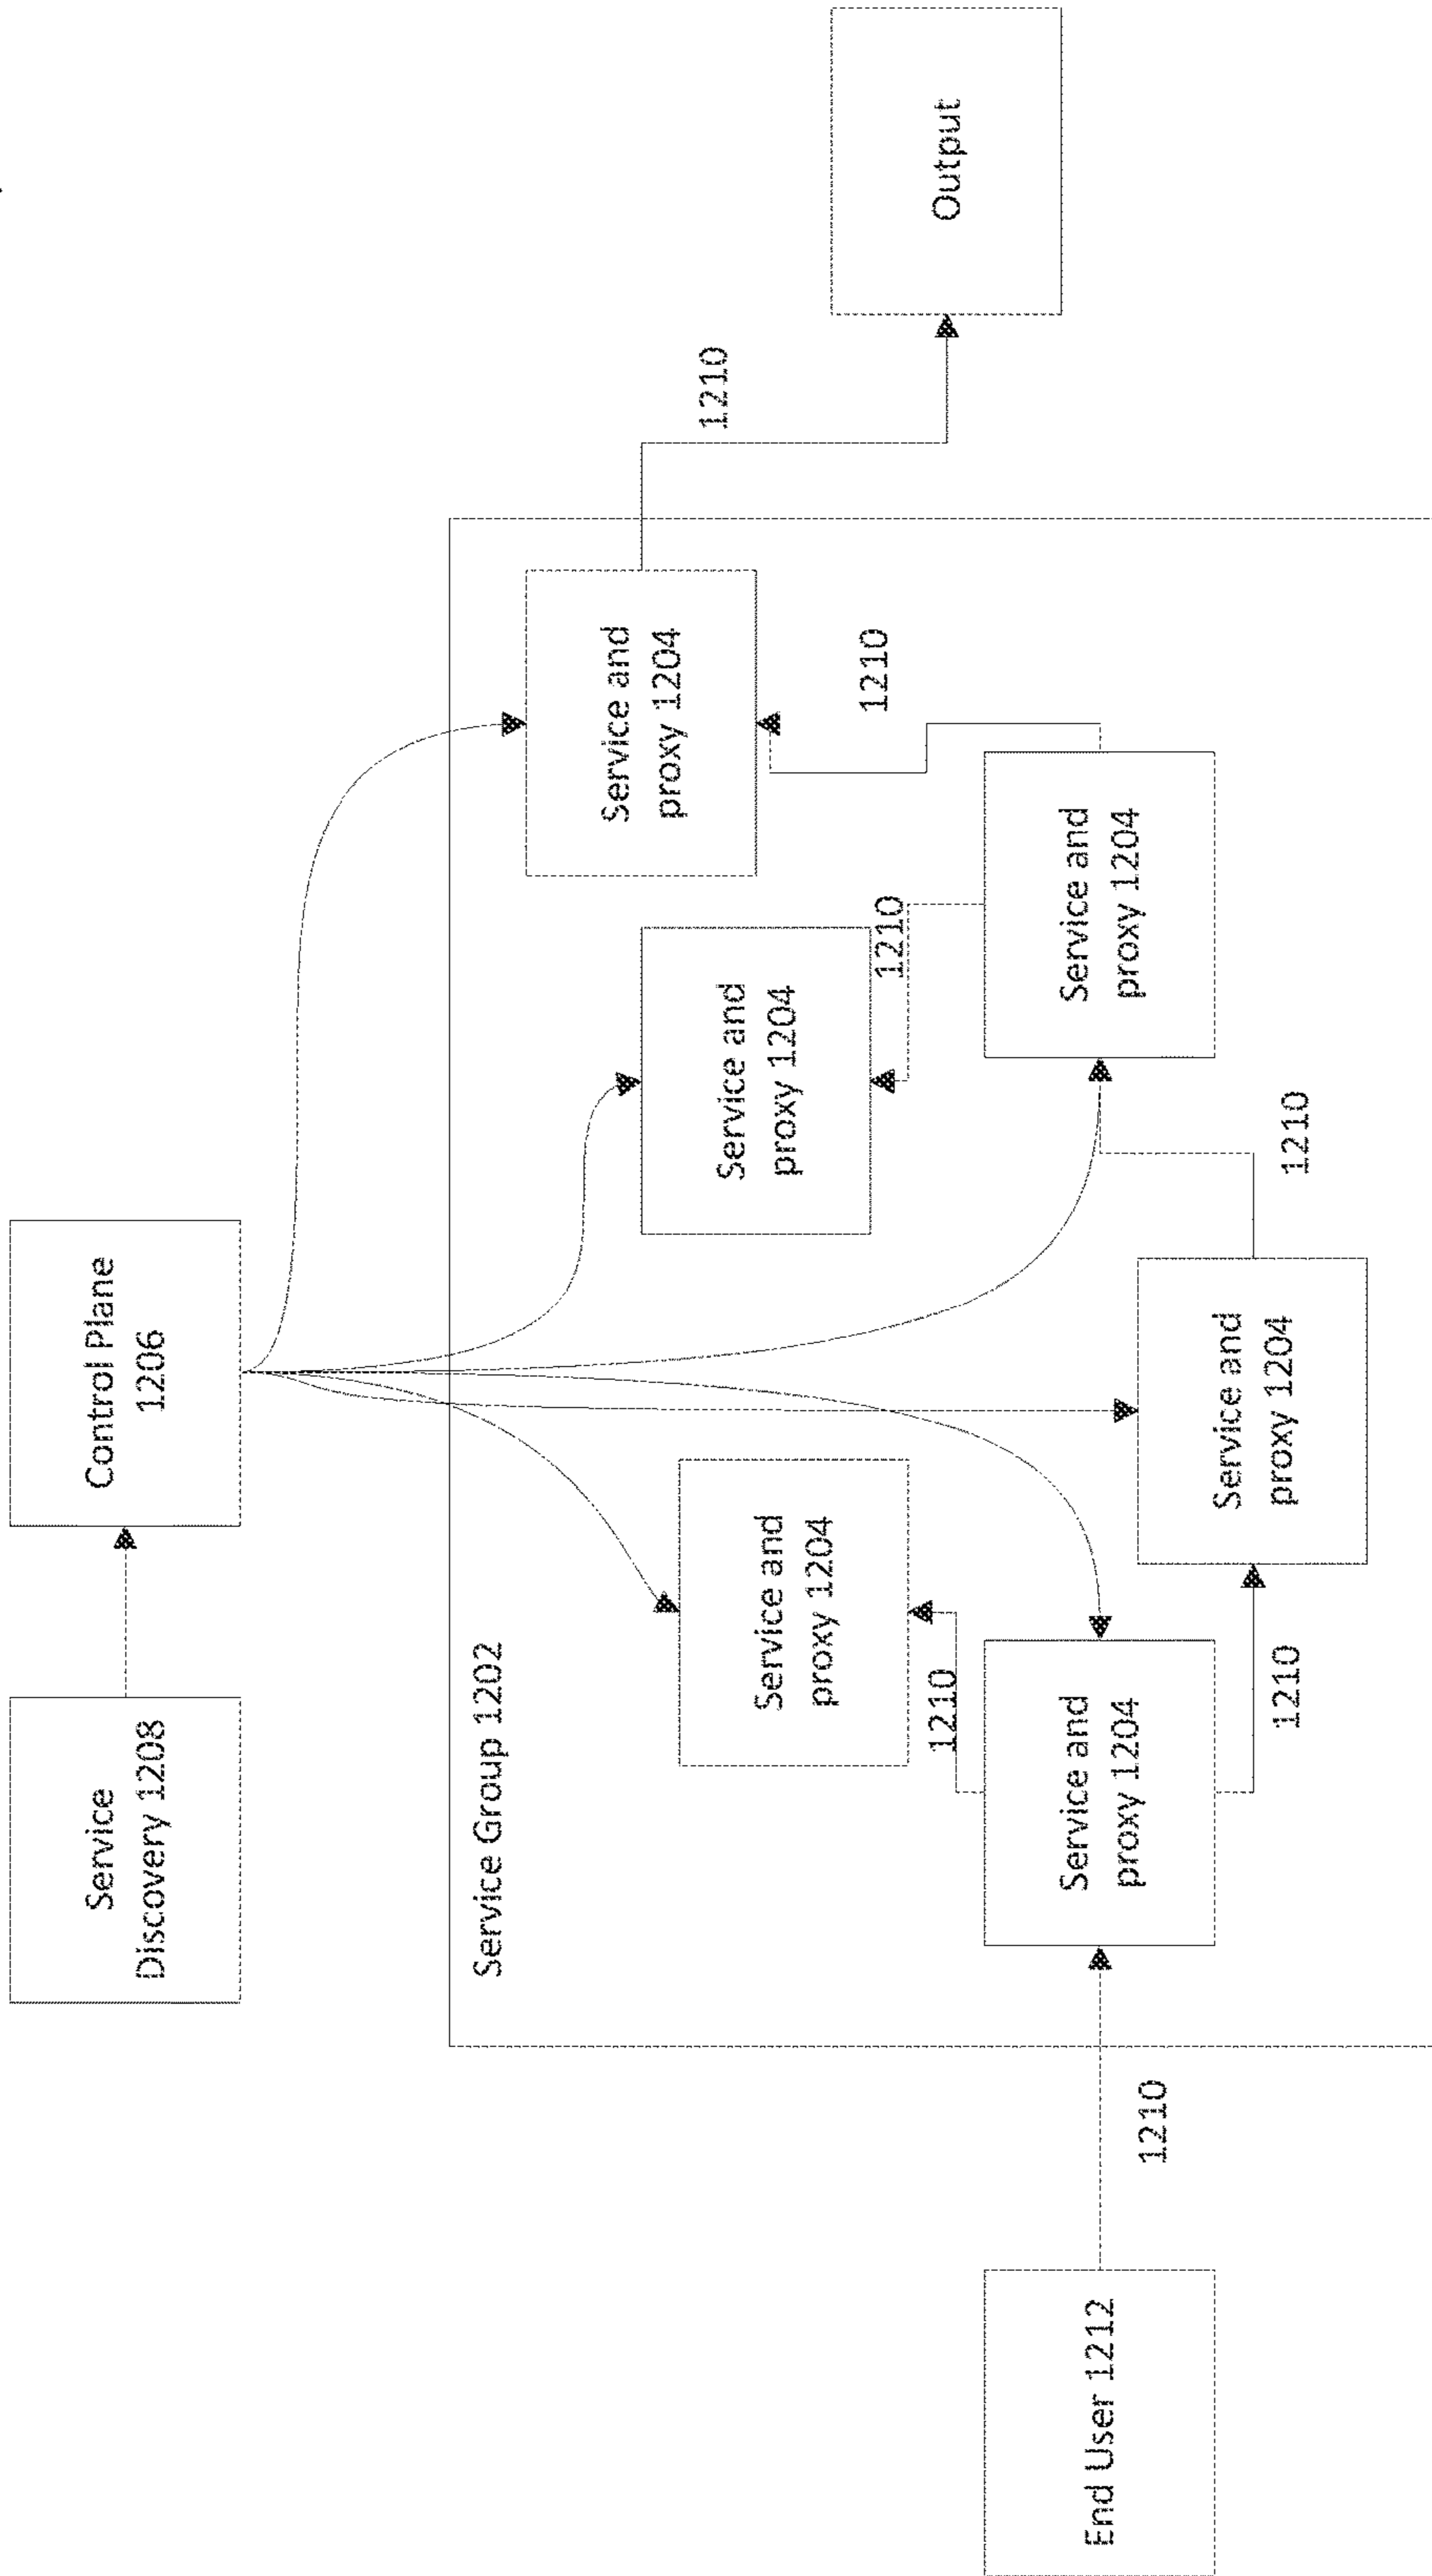 Service
Discovery 1208
Control Plane
1206
Service Group 1202
Service and
proxy 1204
1210
Output
Service and
proxy 1204
1210
Service and
proxy 1204
1210
Service and
proxy 1204
1210
End User 1212
1210
Service and
proxy 1204
1210
Service and
proxy 1204
1210